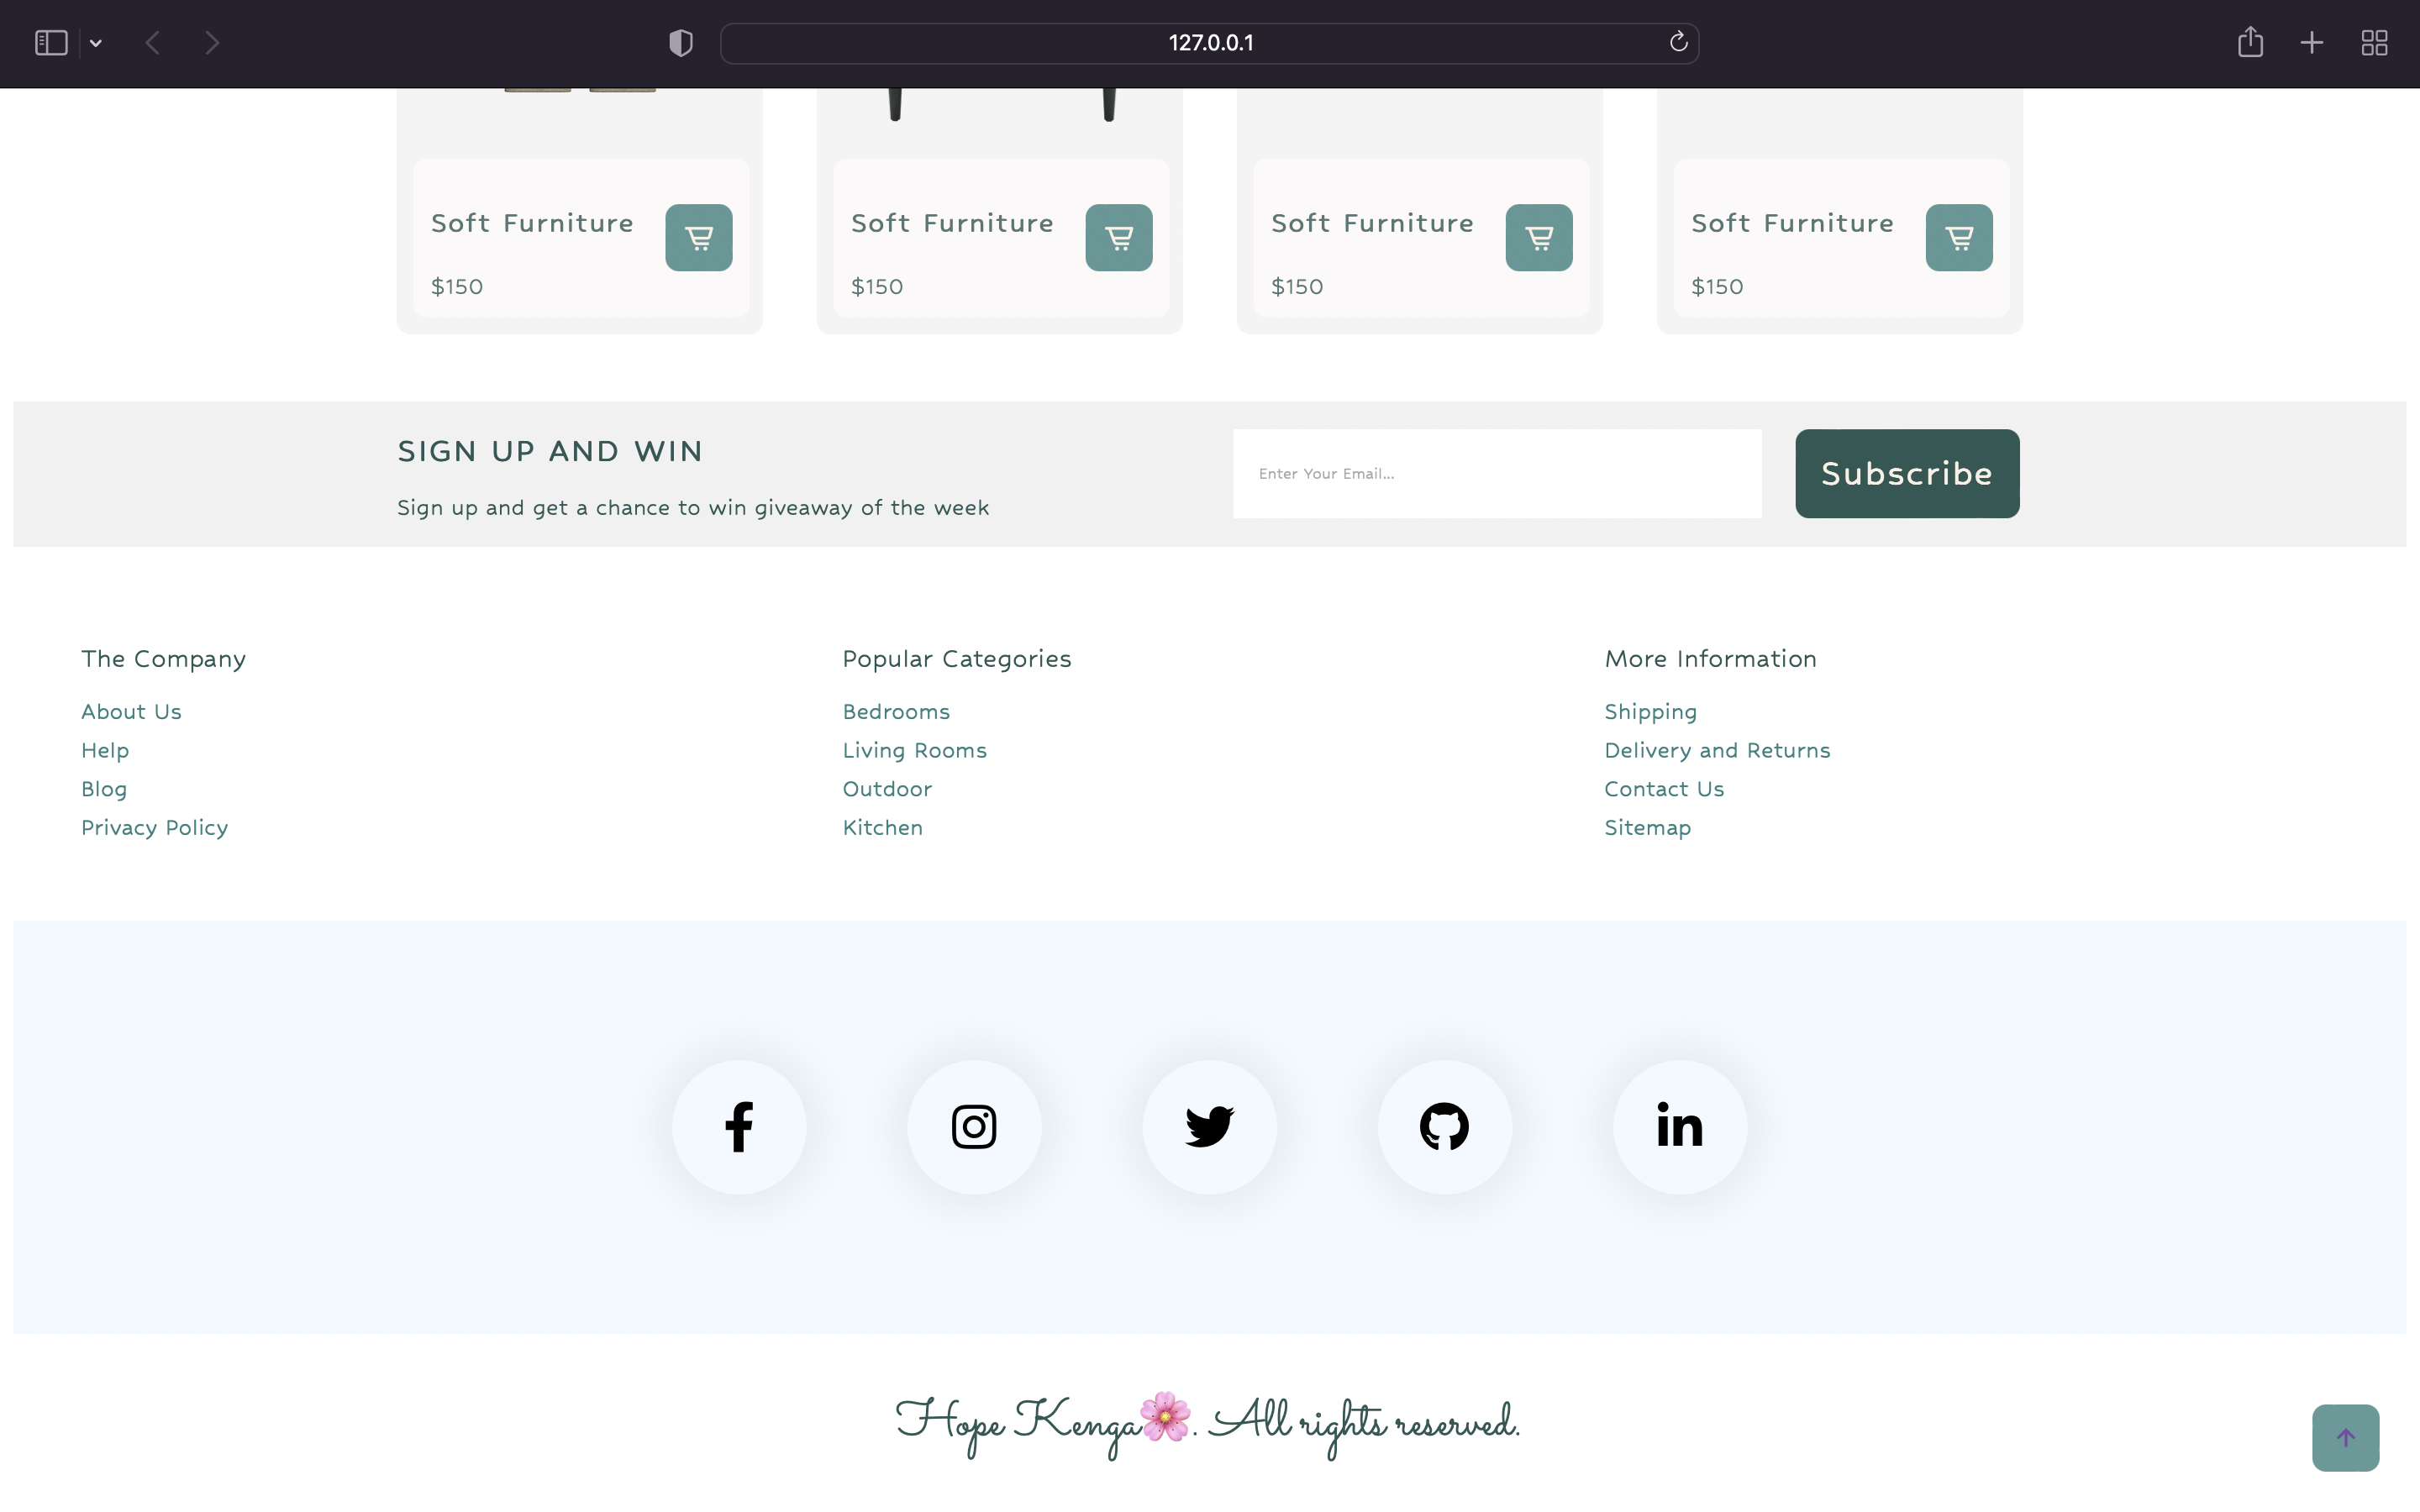 127.0.0.1
Soft Furniture
$150
Soft Furniture
$150
Soft Furniture
$150
Soft Furniture
$150
SIGN UP AND WIN
Sign up and get a chance to win giveaway of the week
Enter Your Email...
Subscribe
The Company
About Us
Help
Blog
Privacy Policy
Popular Categories
Bedrooms
Living Rooms
Outdoor
Kitchen
More Information
Shipping
Delivery and Returns
Contact Us
Sitemap
Hope Kenga🌸. All rights reserved.